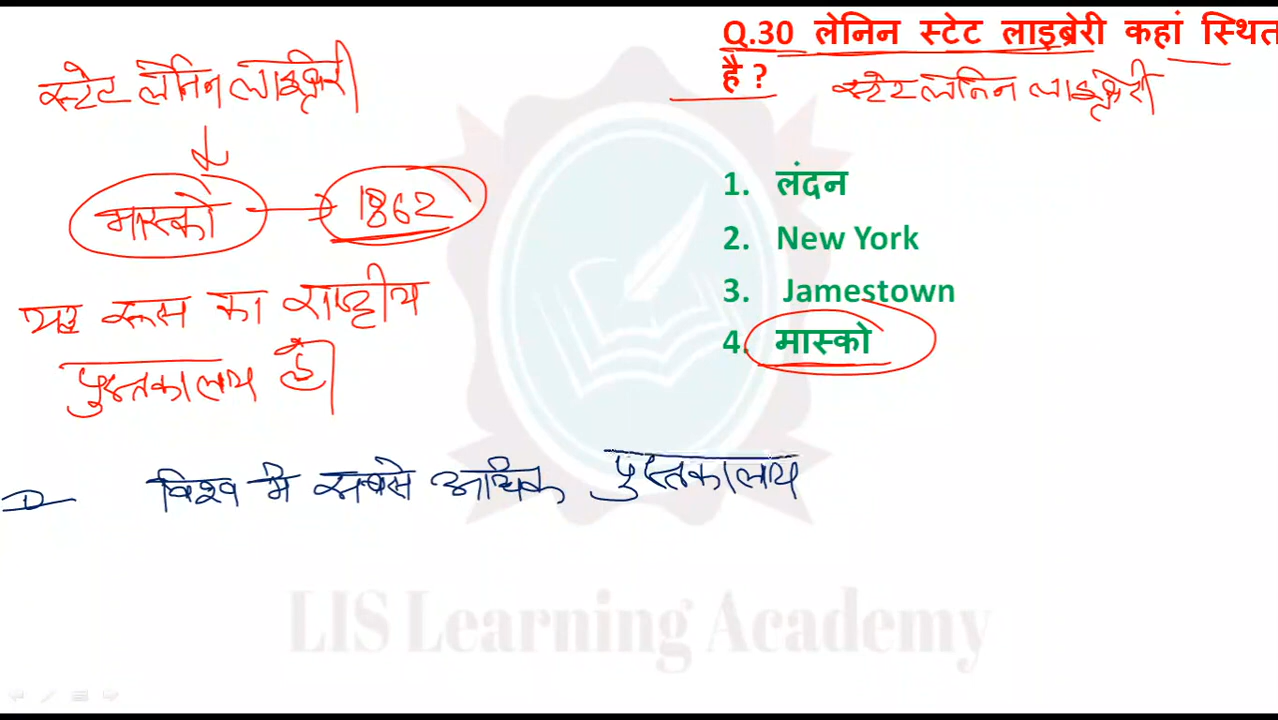 Q.30 लेनिन स्टेट लाइब्रेरी कहां स्थित
है ?
स्टेट लेनिन लाइब्रेरी
1. लंदन
2. New York
3. Jamestown
4. मास्को
स्टेट लेनिन लाइब्रेरी
मास्को 1862
यह रूस का राष्ट्रीय
पुस्तकालय है।
विश्व मे सबसे अधिक पुस्तकालय
LIS Learning Academy